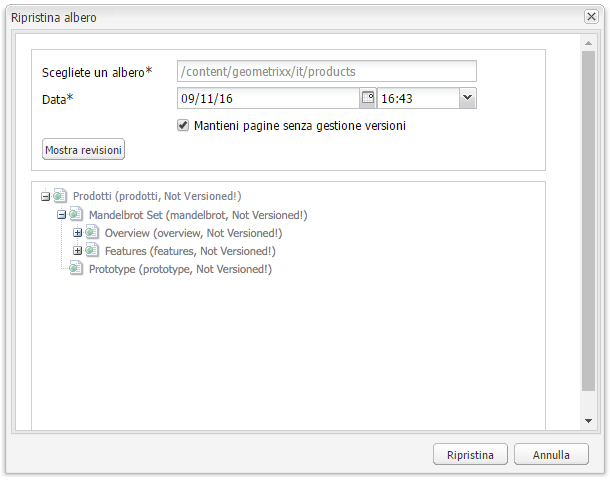 Ripristina albero
Scegliete un albero* /content/geometrixx/it/products
Data* 09/11/16 16:43
Mantieni pagine senza gestione versioni
Mostra revisioni
Prodotti (prodotti, Not Versioned!)
Mandelbrot Set (mandelbrot, Not Versioned!)
Overview (overview, Not Versioned!)
Features (features, Not Versioned!)
Prototype (prototype, Not Versioned!)
Ripristina Annulla